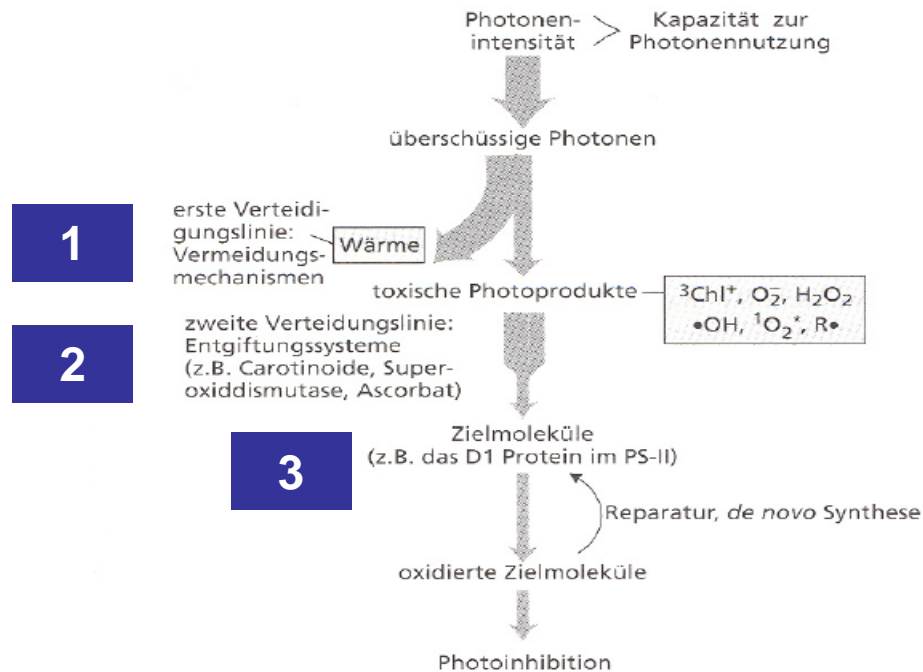 Photonen-
intensität
Kapazität zur
Photonennutzung
überschüssige Photonen
1
erste Verteidi-
gungslinie:
Vermeidungs-
mechanismen
Wärme
toxische Photoprodukte
³Chl⁺, O₂⁻, H₂O₂
•OH, ¹O₂*, R•
2
zweite Verteidungslinie:
Entgiftungssysteme
(z.B. Carotinoide, Super-
oxiddismutase, Ascorbat)
3
Zielmoleküle
(z.B. das D1 Protein im PS-II)
Reparatur, de novo Synthese
oxidierte Zielmoleküle
Photoinhibition